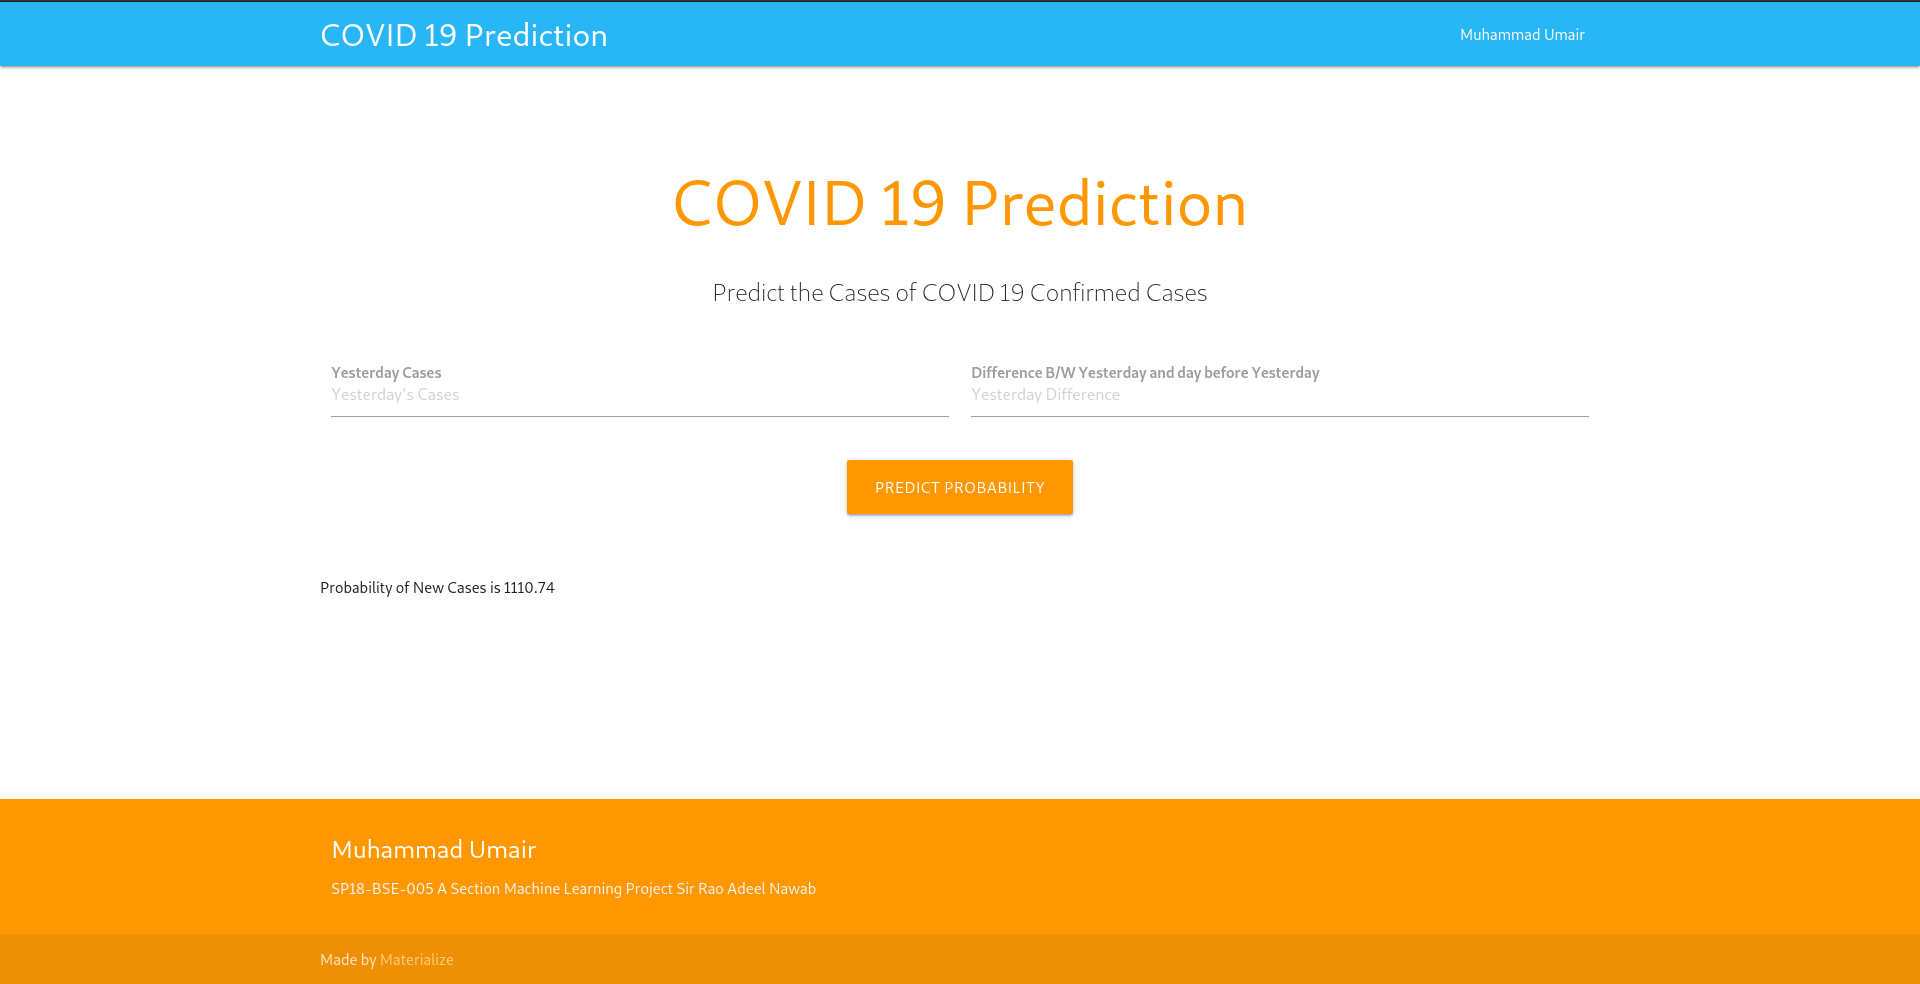 COVID 19 Prediction
Muhammad Umair
COVID 19 Prediction
Predict the Cases of COVID 19 Confirmed Cases
Yesterday Cases
Yesterday's Cases
Difference B/W Yesterday and day before Yesterday
Yesterday Difference
PREDICT PROBABILITY
Probability of New Cases is 1110.74
Muhammad Umair
SP18-BSE-005 A Section Machine Learning Project Sir Rao Adeel Nawab
Made by Materialize